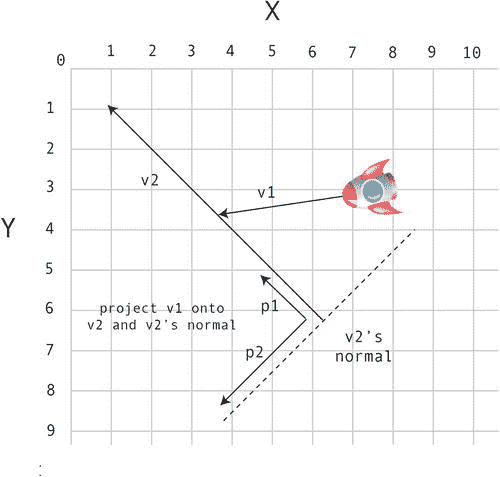 X
0 1 2 3 4 5 6 7 8 9 10
1
2
v2
v1
3
Y
4
5
6
project v1 onto
v2 and v2's normal
p1
7
v2's
normal
p2
8
9
: